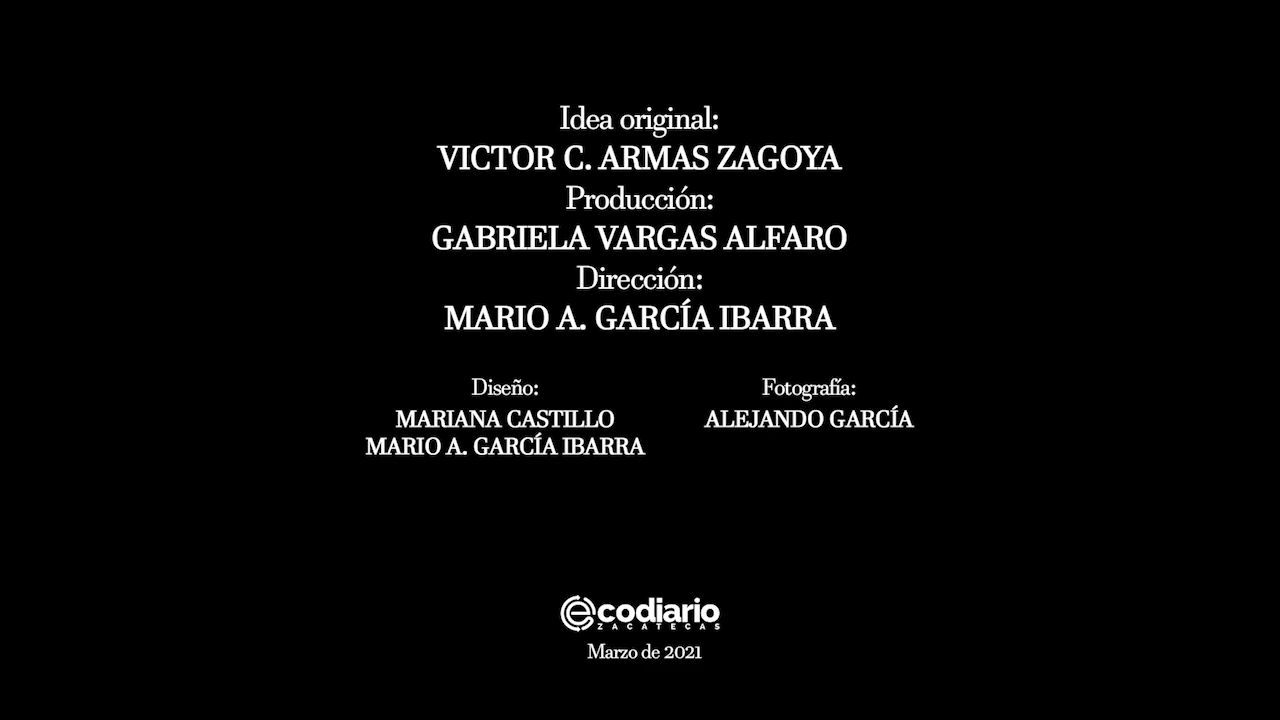 Idea original:
VICTOR C. ARMAS ZAGOYA
Producción:
GABRIELA VARGAS ALFARO
Dirección:
MARIO A. GARCÍA IBARRA
Diseño:
MARIANA CASTILLO
MARIO A. GARCÍA IBARRA
Fotografía:
ALEJANDO GARCÍA
ecodiario
ZACATECAS
Marzo de 2021